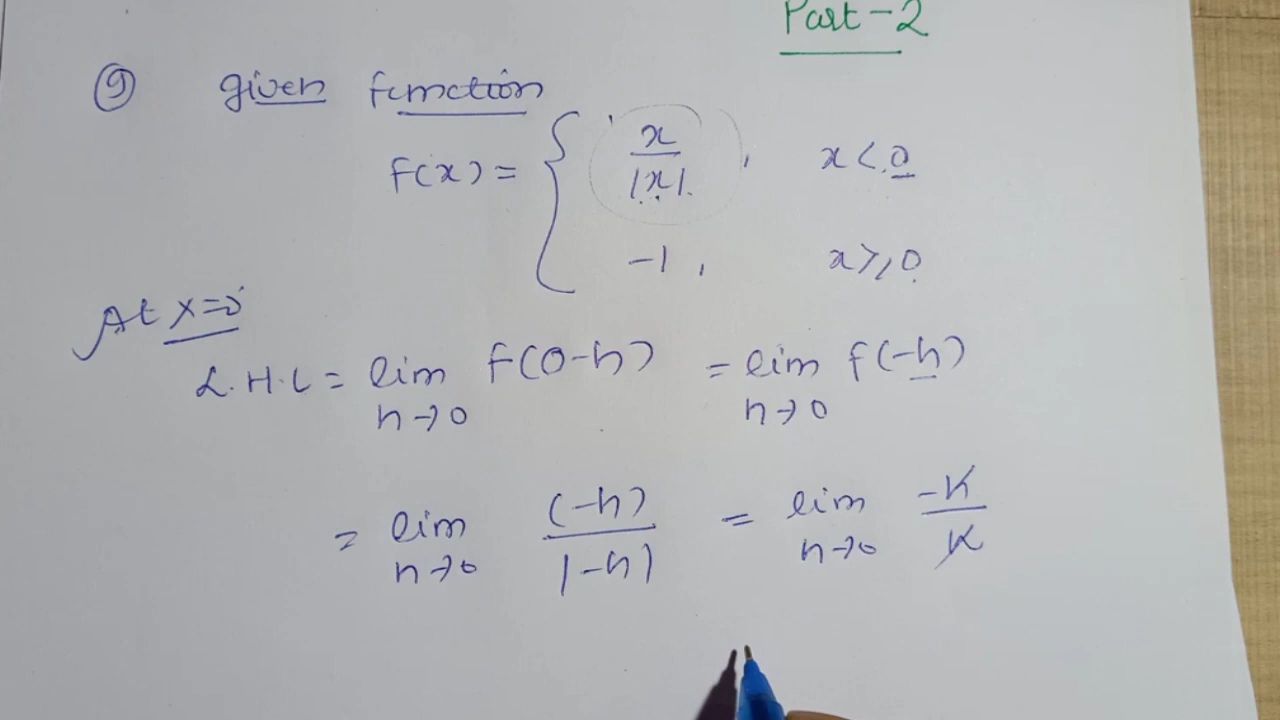 Part-2
⑨ given function
f(x) = { x/|x| , x<0
-1 , x≥0
At x=0
L.H.L = lim f(0-h) = lim f(-h)
h→0 h→0
= lim (-h)/|-h| = lim -h/h
h→0 h→0